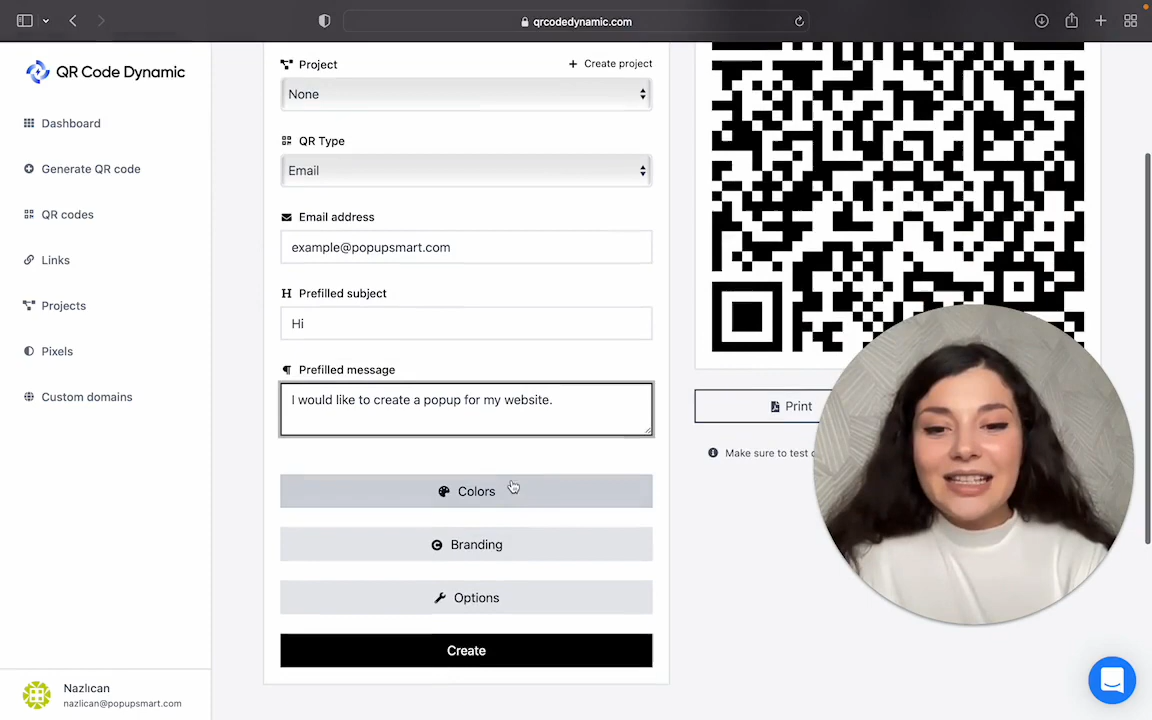 qrcodedynamic.com
QR Code Dynamic
Dashboard
Generate QR code
QR codes
Links
Projects
Pixels
Custom domains
Nazlıcan
nazlican@popupsmart.com
Project
+ Create project
None
QR Type
Email
Email address
example@popupsmart.com
Prefilled subject
Hi
Prefilled message
I would like to create a popup for my website.
Colors
Branding
Options
Create
Print
Make sure to test